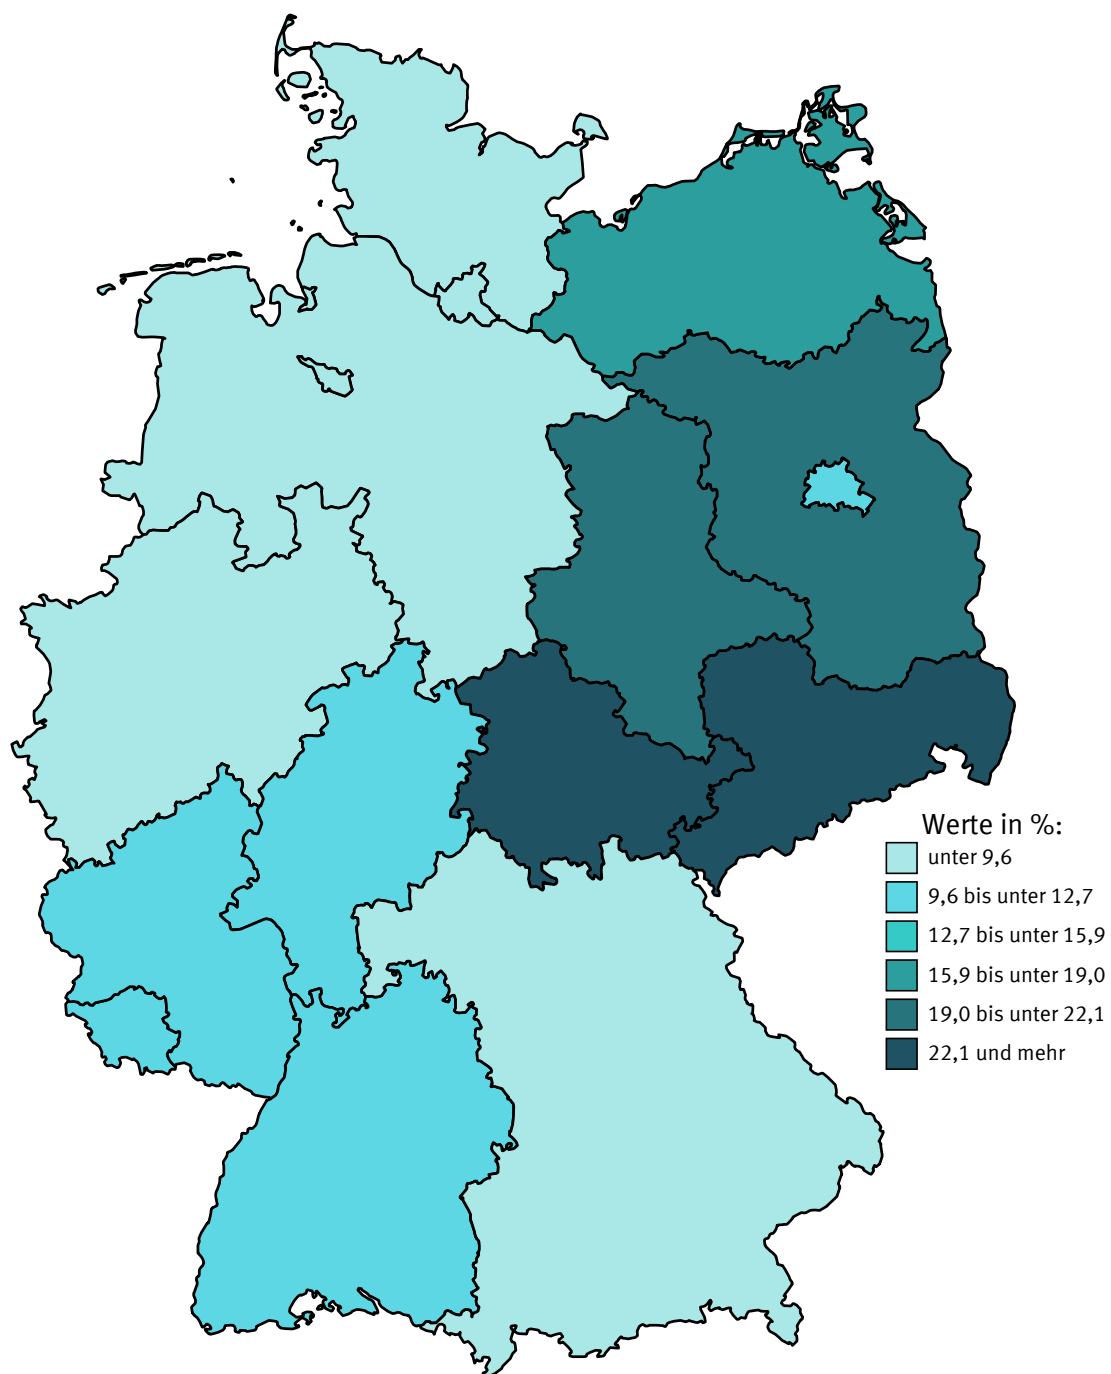 Werte in %:
unter 9,6
9,6 bis unter 12,7
12,7 bis unter 15,9
15,9 bis unter 19,0
19,0 bis unter 22,1
22,1 und mehr